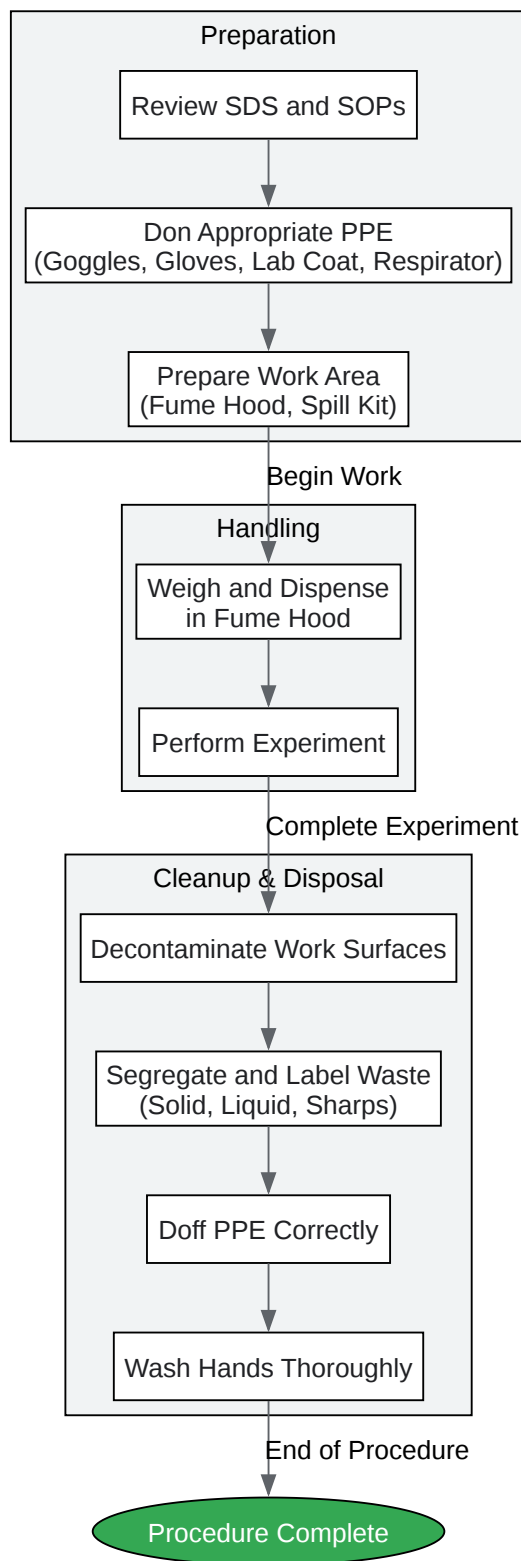 Preparation
Review SDS and SOPs
Don Appropriate PPE
(Goggles, Gloves, Lab Coat, Respirator)
Prepare Work Area
(Fume Hood, Spill Kit)
Begin Work
Handling
Weigh and Dispense
in Fume Hood
Perform Experiment
Complete Experiment
Cleanup & Disposal
Decontaminate Work Surfaces
Segregate and Label Waste
(Solid, Liquid, Sharps)
Doff PPE Correctly
Wash Hands Thoroughly
End of Procedure
Procedure Complete